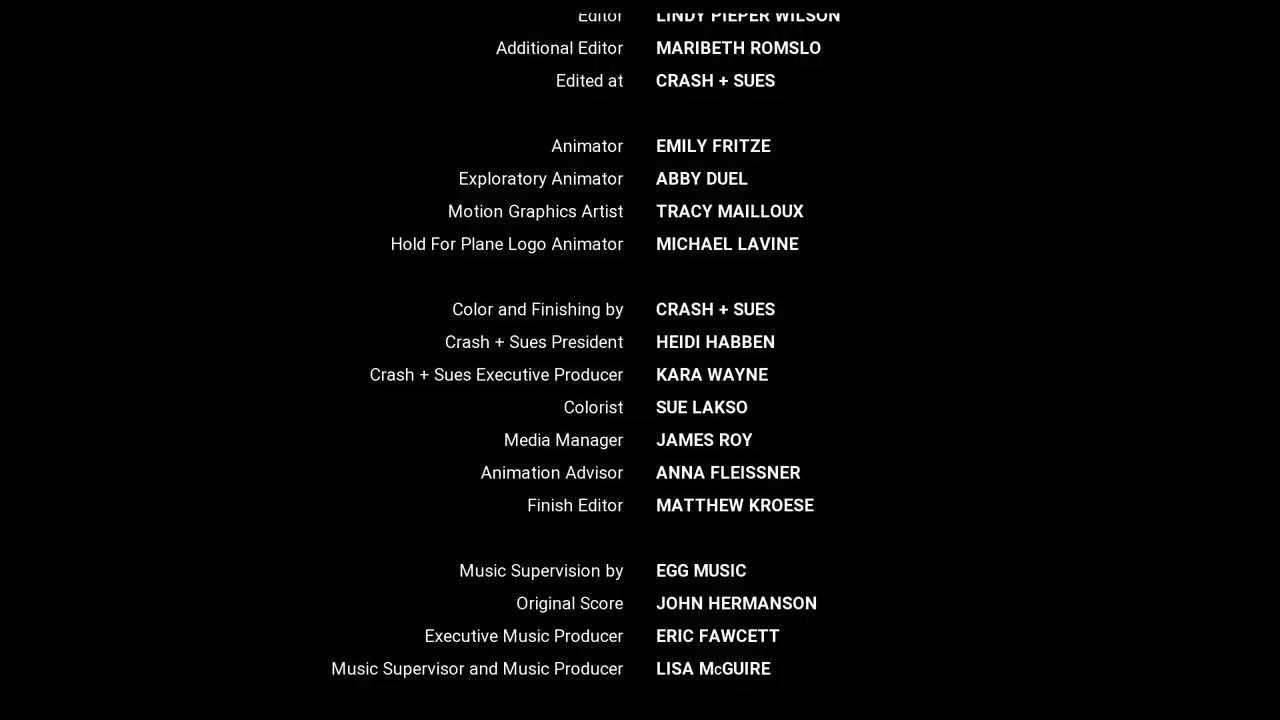 Editor LINDY PIEPER WILSON
Additional Editor MARIBETH ROMSLO
Edited at CRASH + SUES
Animator EMILY FRITZE
Exploratory Animator ABBY DUEL
Motion Graphics Artist TRACY MAILLOUX
Hold For Plane Logo Animator MICHAEL LAVINE
Color and Finishing by CRASH + SUES
Crash + Sues President HEIDI HABBEN
Crash + Sues Executive Producer KARA WAYNE
Colorist SUE LAKSO
Media Manager JAMES ROY
Animation Advisor ANNA FLEISSNER
Finish Editor MATTHEW KROESE
Music Supervision by EGG MUSIC
Original Score JOHN HERMANSON
Executive Music Producer ERIC FAWCETT
Music Supervisor and Music Producer LISA McGUIRE